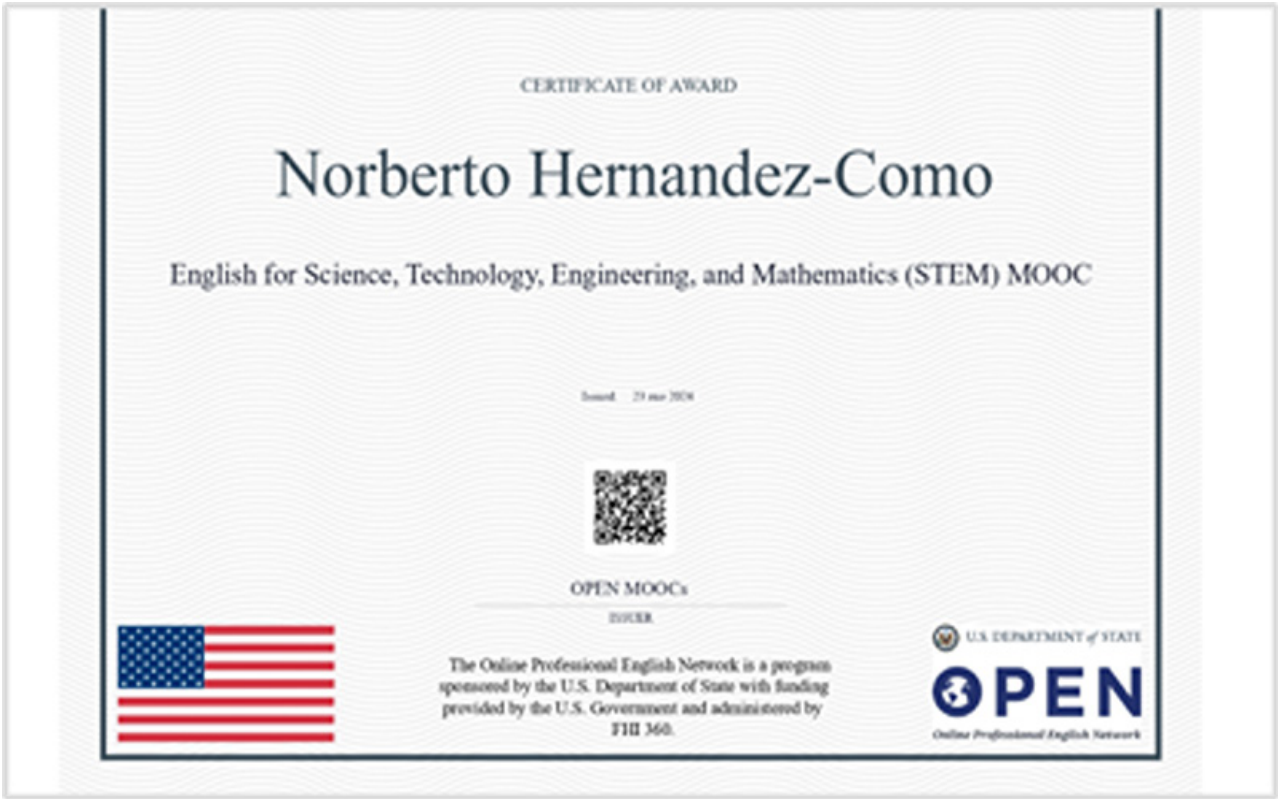 CERTIFICATE OF AWARD
Norberto Hernandez-Como
English for Science, Technology, Engineering, and Mathematics (STEM) MOOC
Issued
OPEN MOOCs
ISSUER
The Online Professional English Network is a program
sponsored by the U.S. Department of State with funding
provided by the U.S. Government and administered by
FHI 360.
U.S. DEPARTMENT of STATE
OPEN
Online Professional English Network